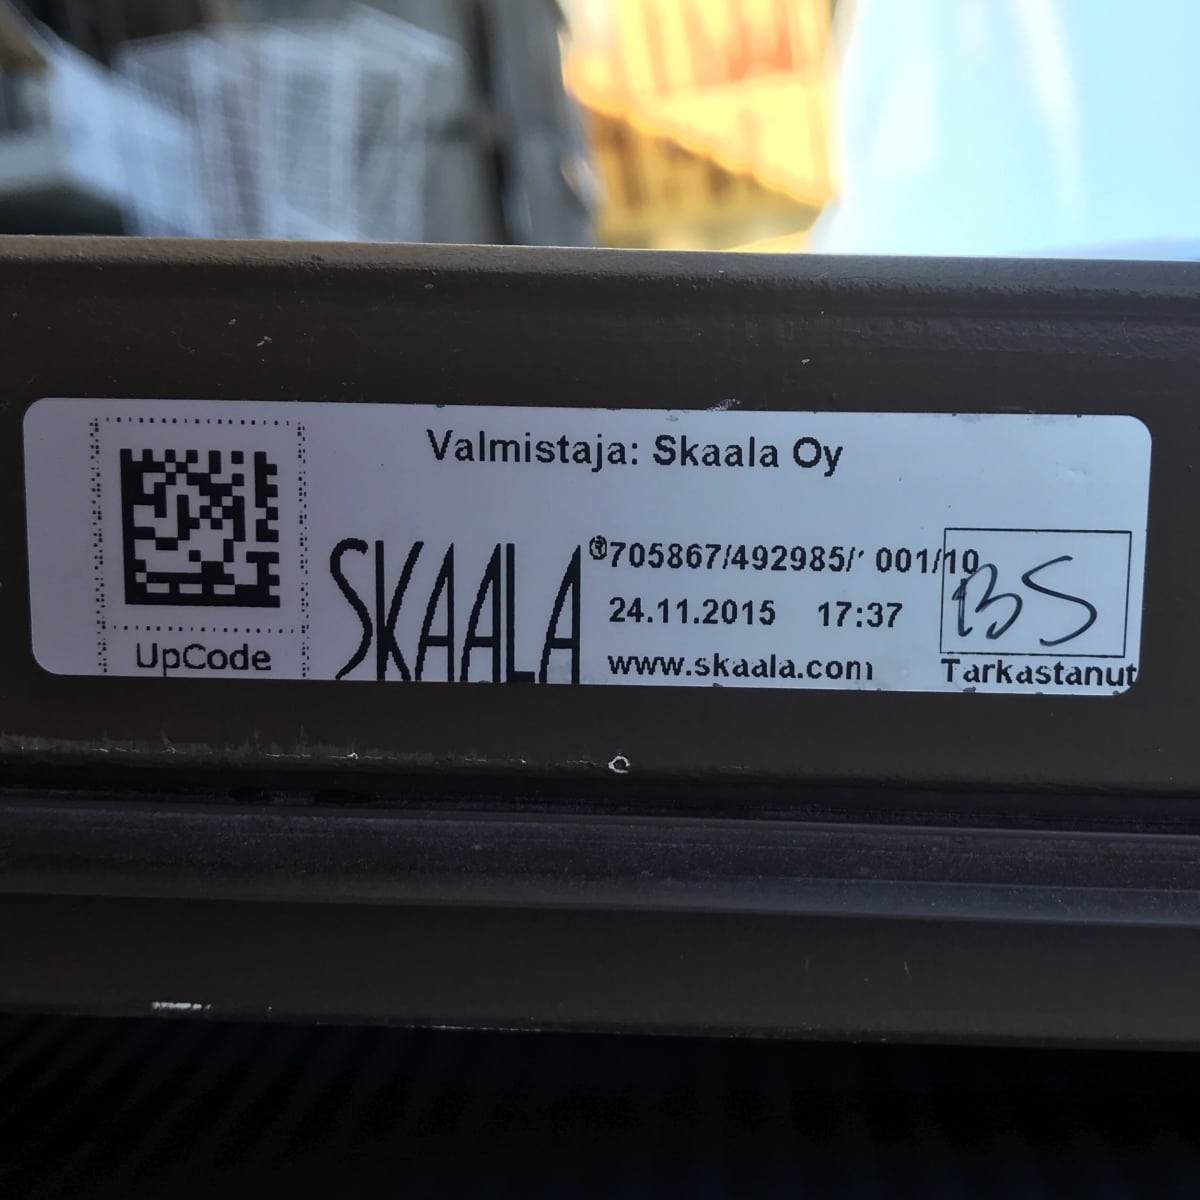 Valmistaja: Skaala Oy
SKAALA®
705867/492985/ 001/10
24.11.2015 17:37
www.skaala.com
BS
Tarkastanut
UpCode